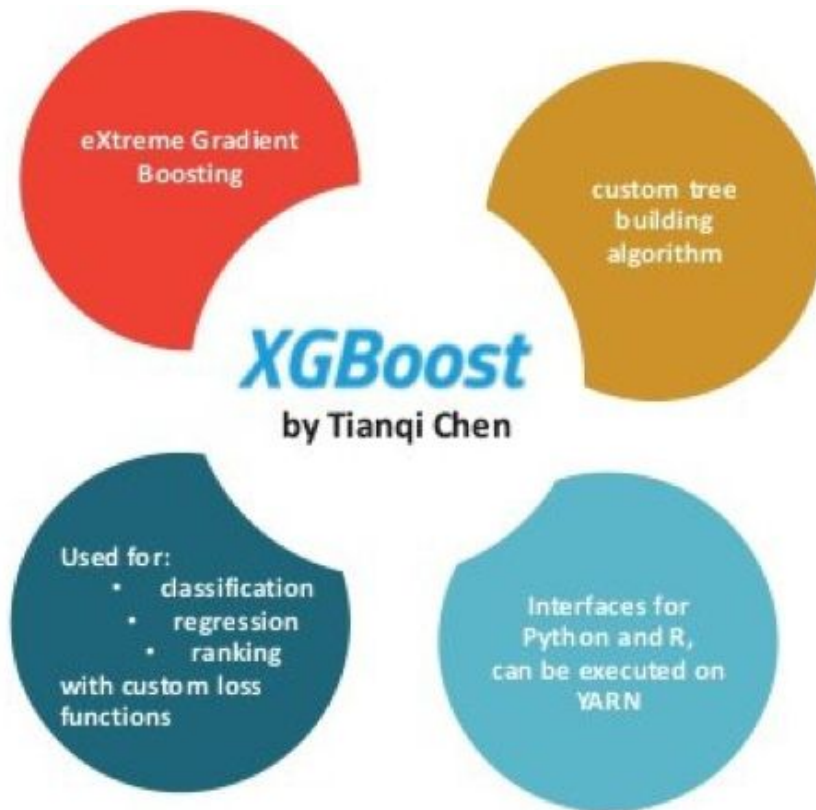 eXtreme Gradient
Boosting
custom tree
building
algorithm
XGBoost
by Tianqi Chen
Used for:
• classification
• regression
• ranking
with custom loss
functions
Interfaces for
Python and R,
can be executed on
YARN